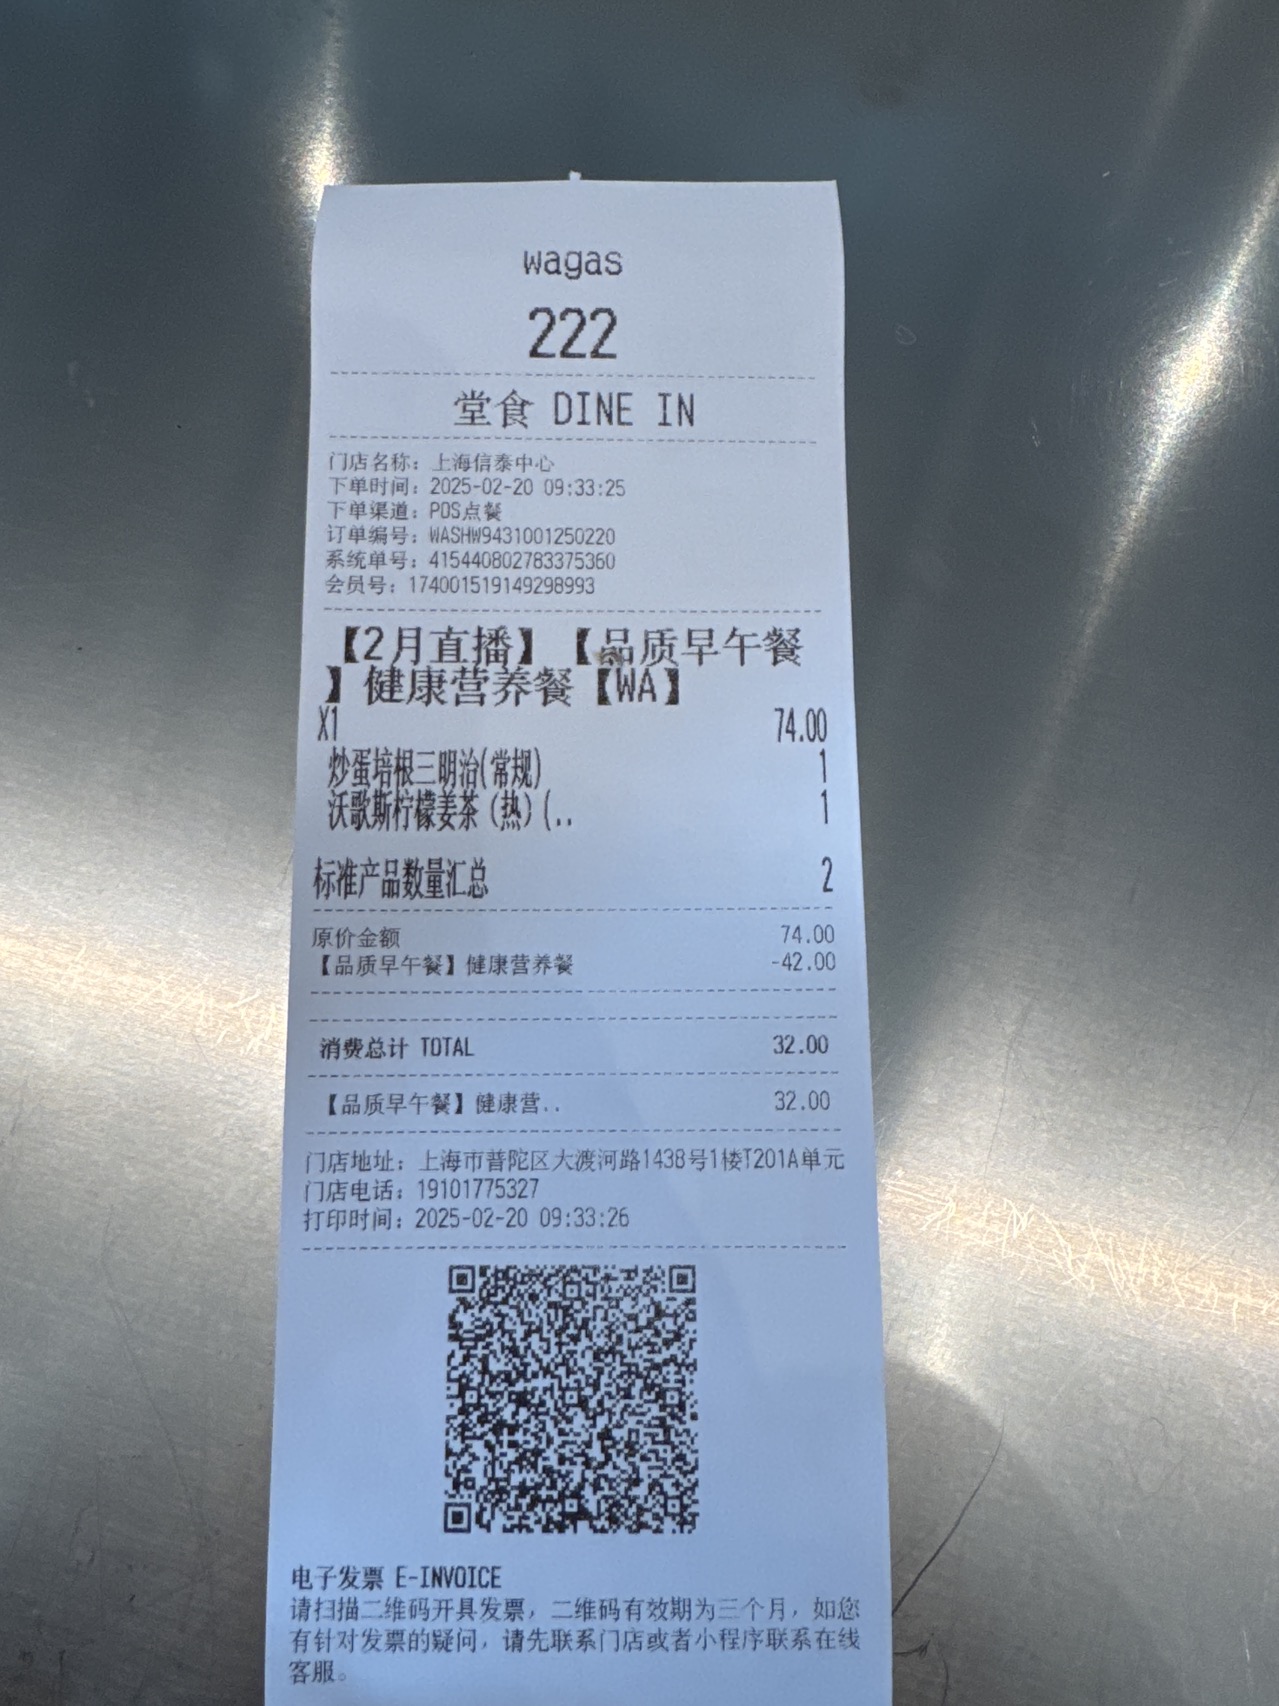 wagas
222
堂食 DINE IN
门店名称：上海信泰中心
下单时间：2025-02-20 09:33:25
下单渠道：POS点餐
订单编号：WASHW9431001250220
系统单号：415440802783375360
会员号：174001519149298993
【2月直播】【品质早午餐
】健康营养餐【WA】
X1 74.00
炒蛋培根三明治(常规) 1
沃歌斯柠檬姜茶（热）(.. 1
标准产品数量汇总 2
原价金额 74.00
【品质早午餐】健康营养餐 -42.00
消费总计 TOTAL 32.00
【品质早午餐】健康营.. 32.00
门店地址：上海市普陀区大渡河路1438号1楼T201A单元
门店电话：19101775327
打印时间：2025-02-20 09:33:26
电子发票 E-INVOICE
请扫描二维码开具发票，二维码有效期为三个月，如您
有针对发票的疑问，请先联系门店或者小程序联系在线
客服。